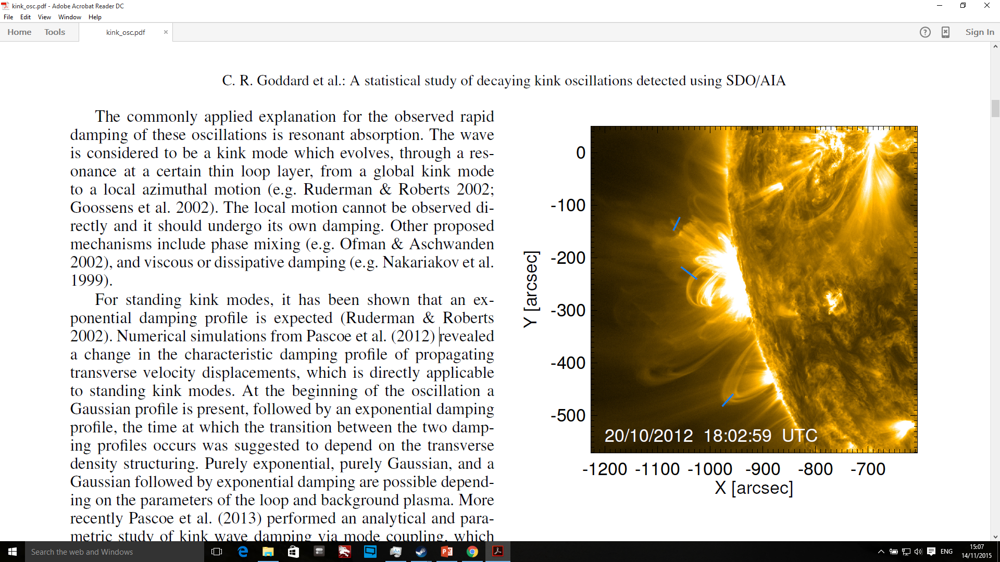 kink_osc.pdf - Adobe Acrobat Reader DC
File Edit View Window Help
Home Tools kink_osc.pdf × Sign In
C. R. Goddard et al.: A statistical study of decaying kink oscillations detected using SDO/AIA
The commonly applied explanation for the observed rapid
damping of these oscillations is resonant absorption. The wave
is considered to be a kink mode which evolves, through a res-
onance at a certain thin loop layer, from a global kink mode
to a local azimuthal motion (e.g. Ruderman & Roberts 2002;
Goossens et al. 2002). The local motion cannot be observed di-
rectly and it should undergo its own damping. Other proposed
mechanisms include phase mixing (e.g. Ofman & Aschwanden
2002), and viscous or dissipative damping (e.g. Nakariakov et al.
1999).
For standing kink modes, it has been shown that an ex-
ponential damping profile is expected (Ruderman & Roberts
2002). Numerical simulations from Pascoe et al. (2012) revealed
a change in the characteristic damping profile of propagating
transverse velocity displacements, which is directly applicable
to standing kink modes. At the beginning of the oscillation a
Gaussian profile is present, followed by an exponential damping
profile, the time at which the transition between the two damp-
ing profiles occurs was suggested to depend on the transverse
density structuring. Purely exponential, purely Gaussian, and a
Gaussian followed by exponential damping are possible depend-
ing on the parameters of the loop and background plasma. More
recently Pascoe et al. (2013) performed an analytical and para-
metric study of kink wave damping via mode coupling, which
0
-100
-200
-300
-400
-500
Y [arcsec]
20/10/2012 18:02:59 UTC
-1200 -1100 -1000 -900 -800 -700
X [arcsec]
Search the web and Windows
ENG
15:07
14/11/2015